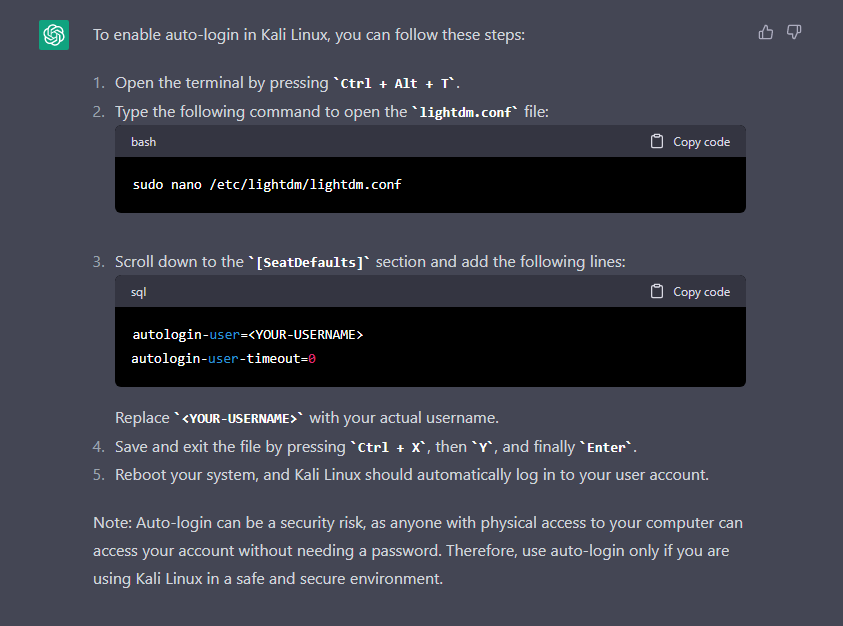 To enable auto-login in Kali Linux, you can follow these steps:
1. Open the terminal by pressing `Ctrl + Alt + T`.
2. Type the following command to open the `lightdm.conf` file:
bash Copy code
sudo nano /etc/lightdm/lightdm.conf
3. Scroll down to the `[SeatDefaults]` section and add the following lines:
sql Copy code
autologin-user=<YOUR-USERNAME>
autologin-user-timeout=0
Replace `<YOUR-USERNAME>` with your actual username.
4. Save and exit the file by pressing `Ctrl + X`, then `Y`, and finally `Enter`.
5. Reboot your system, and Kali Linux should automatically log in to your user account.
Note: Auto-login can be a security risk, as anyone with physical access to your computer can
access your account without needing a password. Therefore, use auto-login only if you are
using Kali Linux in a safe and secure environment.